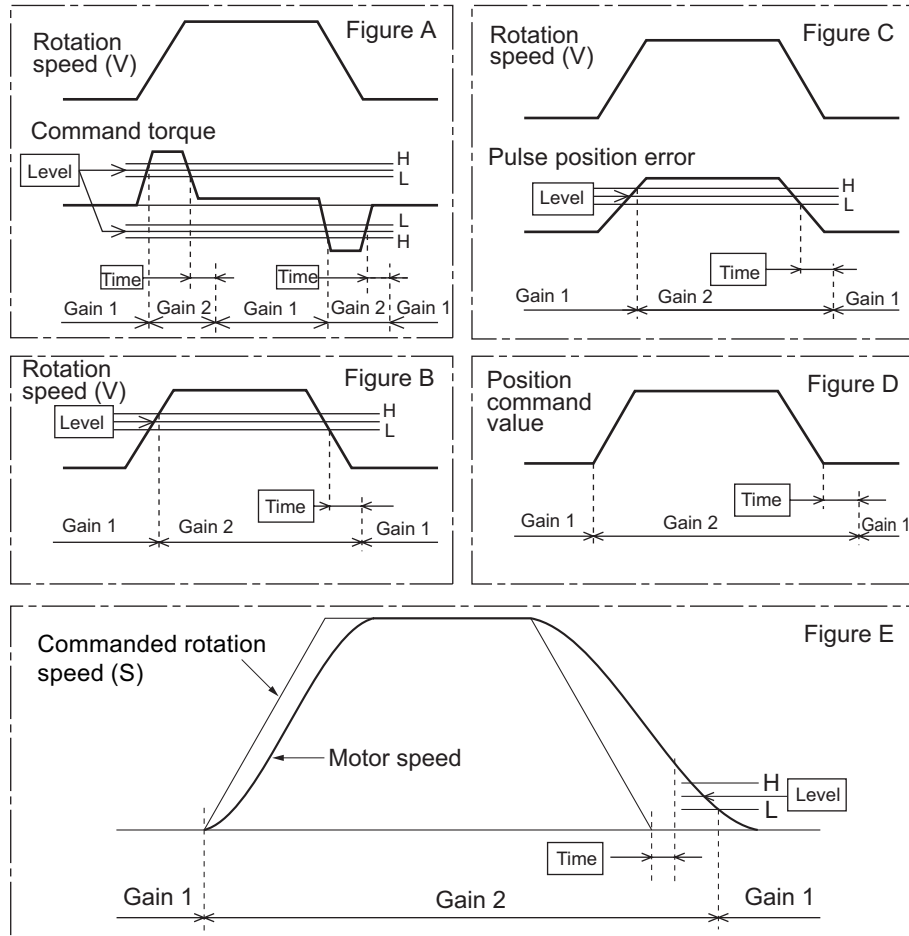 Figure A
Rotation
speed (V)
Command torque
Level
H
L
L
H
Time
Time
Gain 1
Gain 2
Gain 1
Gain 2
Gain 1
Figure C
Rotation
speed (V)
Pulse position error
Level
H
L
Time
Gain 1
Gain 2
Gain 1
Figure B
Rotation
speed (V)
Level
H
L
Time
Gain 1
Gain 2
Gain 1
Figure D
Position
command
value
Time
Gain 1
Gain 2
Gain 1
Figure E
Commanded rotation
speed (S)
Motor speed
H
Level
L
Time
Gain 1
Gain 2
Gain 1